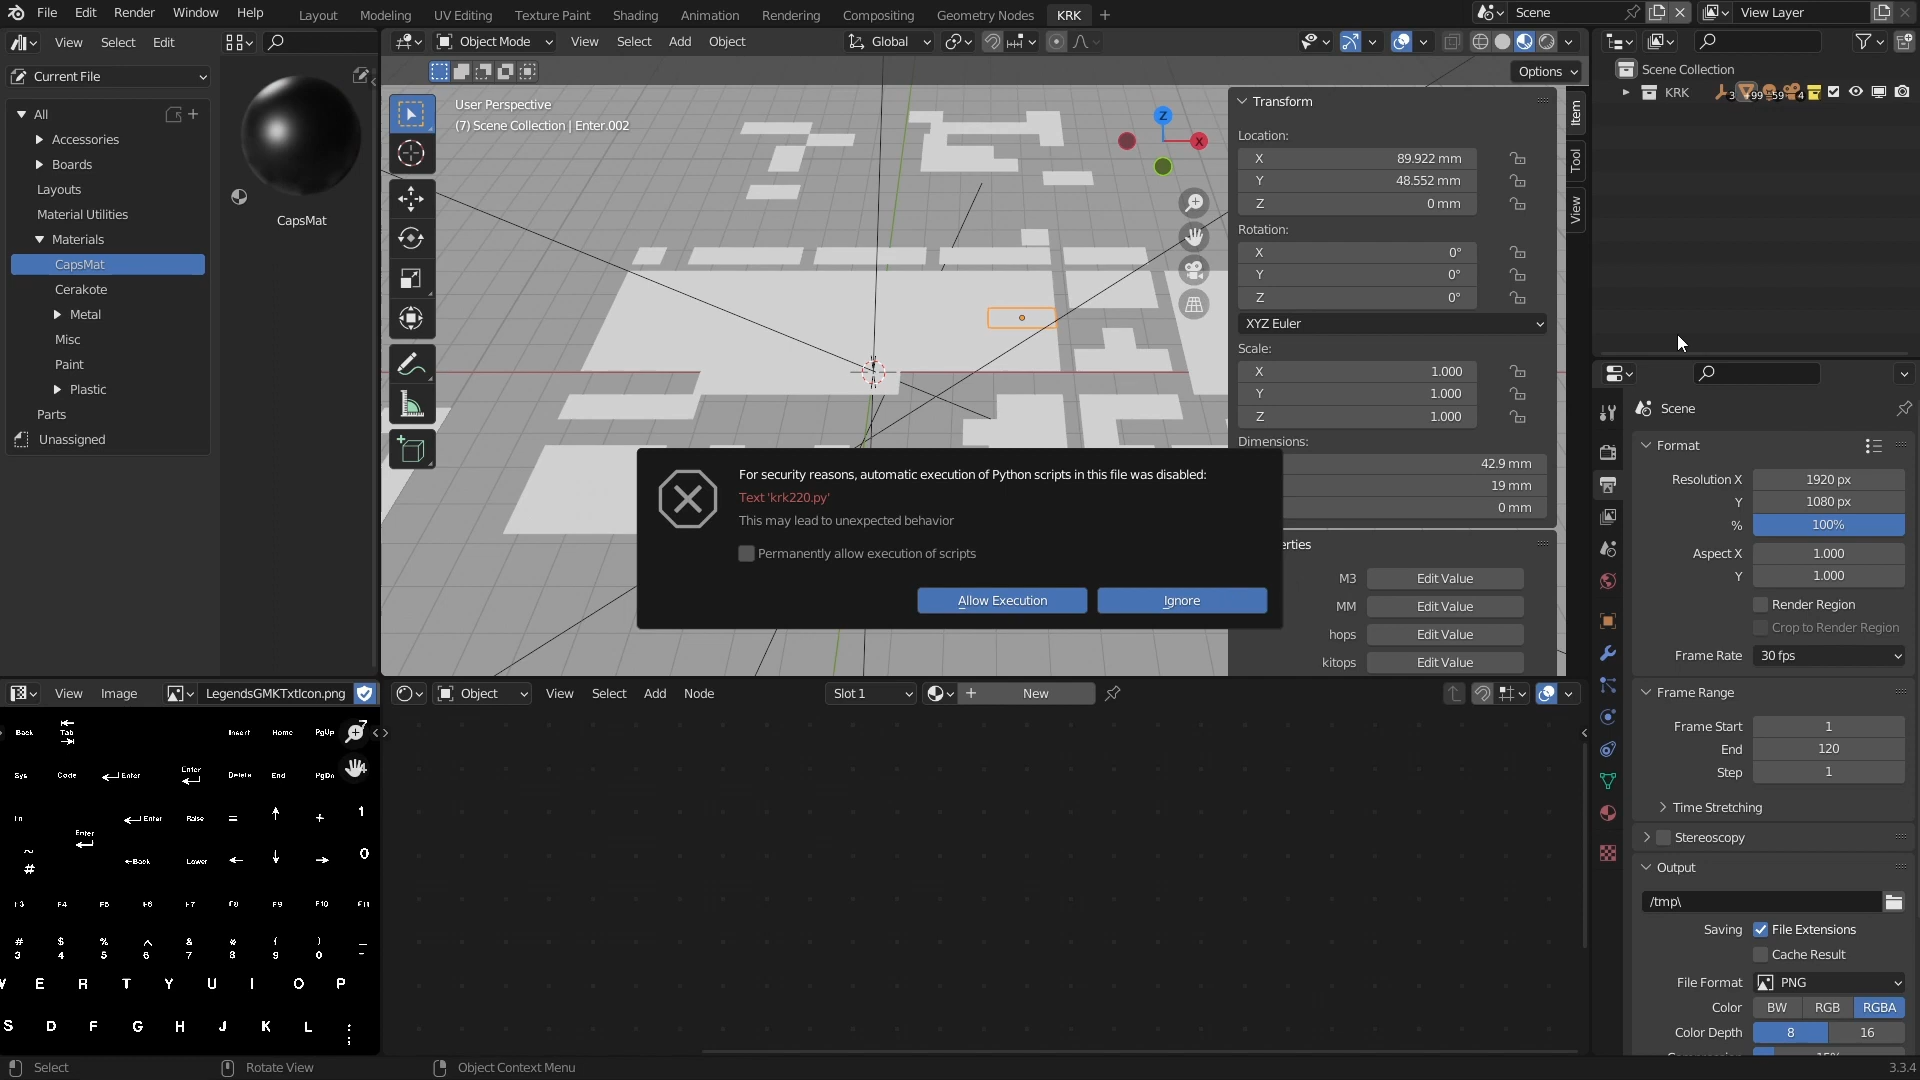 File Edit Render Window Help Layout Modeling UV Editing Texture Paint Shading Animation Rendering Compositing Geometry Nodes KRK + Scene View Layer
View Select Edit
Object Mode View Select Add Object Global
Current File
Options
All
Accessories
Boards
Layouts
Material Utilities
Materials
CapsMat
Cerakote
Metal
Misc
Paint
Plastic
Parts
Unassigned
CapsMat
User Perspective
(7) Scene Collection | Enter.002
Z
X
Transform
Location:
X 89.922 mm
Y 48.552 mm
Z 0 mm
Rotation:
X 0°
Y 0°
Z 0°
XYZ Euler
Scale:
X 1.000
Y 1.000
Z 1.000
Dimensions:
42.9 mm
19 mm
0 mm
erties
M3 Edit Value
MM Edit Value
hops Edit Value
kitops Edit Value
Item
Tool
View
For security reasons, automatic execution of Python scripts in this file was disabled:
Text 'krk220.py'
This may lead to unexpected behavior
Permanently allow execution of scripts
Allow Execution Ignore
Scene Collection
KRK 3 +99 59 4
Scene
Format
Resolution X 1920 px
Y 1080 px
% 100%
Aspect X 1.000
Y 1.000
Render Region
Crop to Render Region
Frame Rate 30 fps
Frame Range
Frame Start 1
End 120
Step 1
Time Stretching
Stereoscopy
Output
/tmp\
Saving File Extensions
Cache Result
File Format PNG
Color BW RGB RGBA
Color Depth 8 16
View Image LegendsGMKTxtIcon.png
Object View Select Add Node Slot 1 New
Back Tab Insert Home PgUp 7
Sys Code Enter Enter Delete End PgDn 4
Enter Raise = ↑ + 1
~ Enter
# Back Lower ← ↓ → 0
F3 F4 F5 F6 F7 F8 F9 F10 F11
# $ % ^ & * ( ) _
3 4 5 6 7 8 9 0 -
E R T Y U I O P
S D F G H J K L :
;
Select Rotate View Object Context Menu 3.3.4